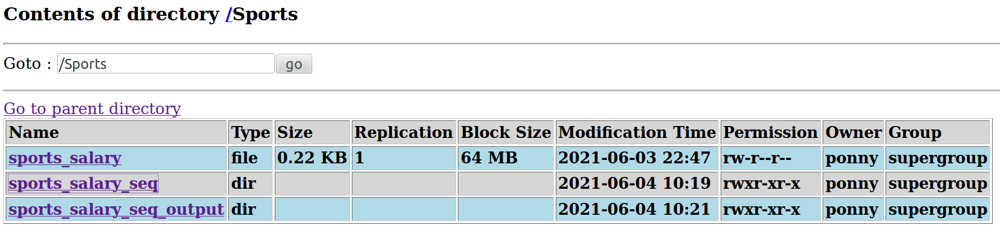 Contents of directory /Sports
Goto : /Sports go
Go to parent directory
Name Type Size Replication Block Size Modification Time Permission Owner Group
sports_salary file 0.22 KB 1 64 MB 2021-06-03 22:47 rw-r--r-- ponny supergroup
sports_salary_seq dir 2021-06-04 10:19 rwxr-xr-x ponny supergroup
sports_salary_seq_output dir 2021-06-04 10:21 rwxr-xr-x ponny supergroup